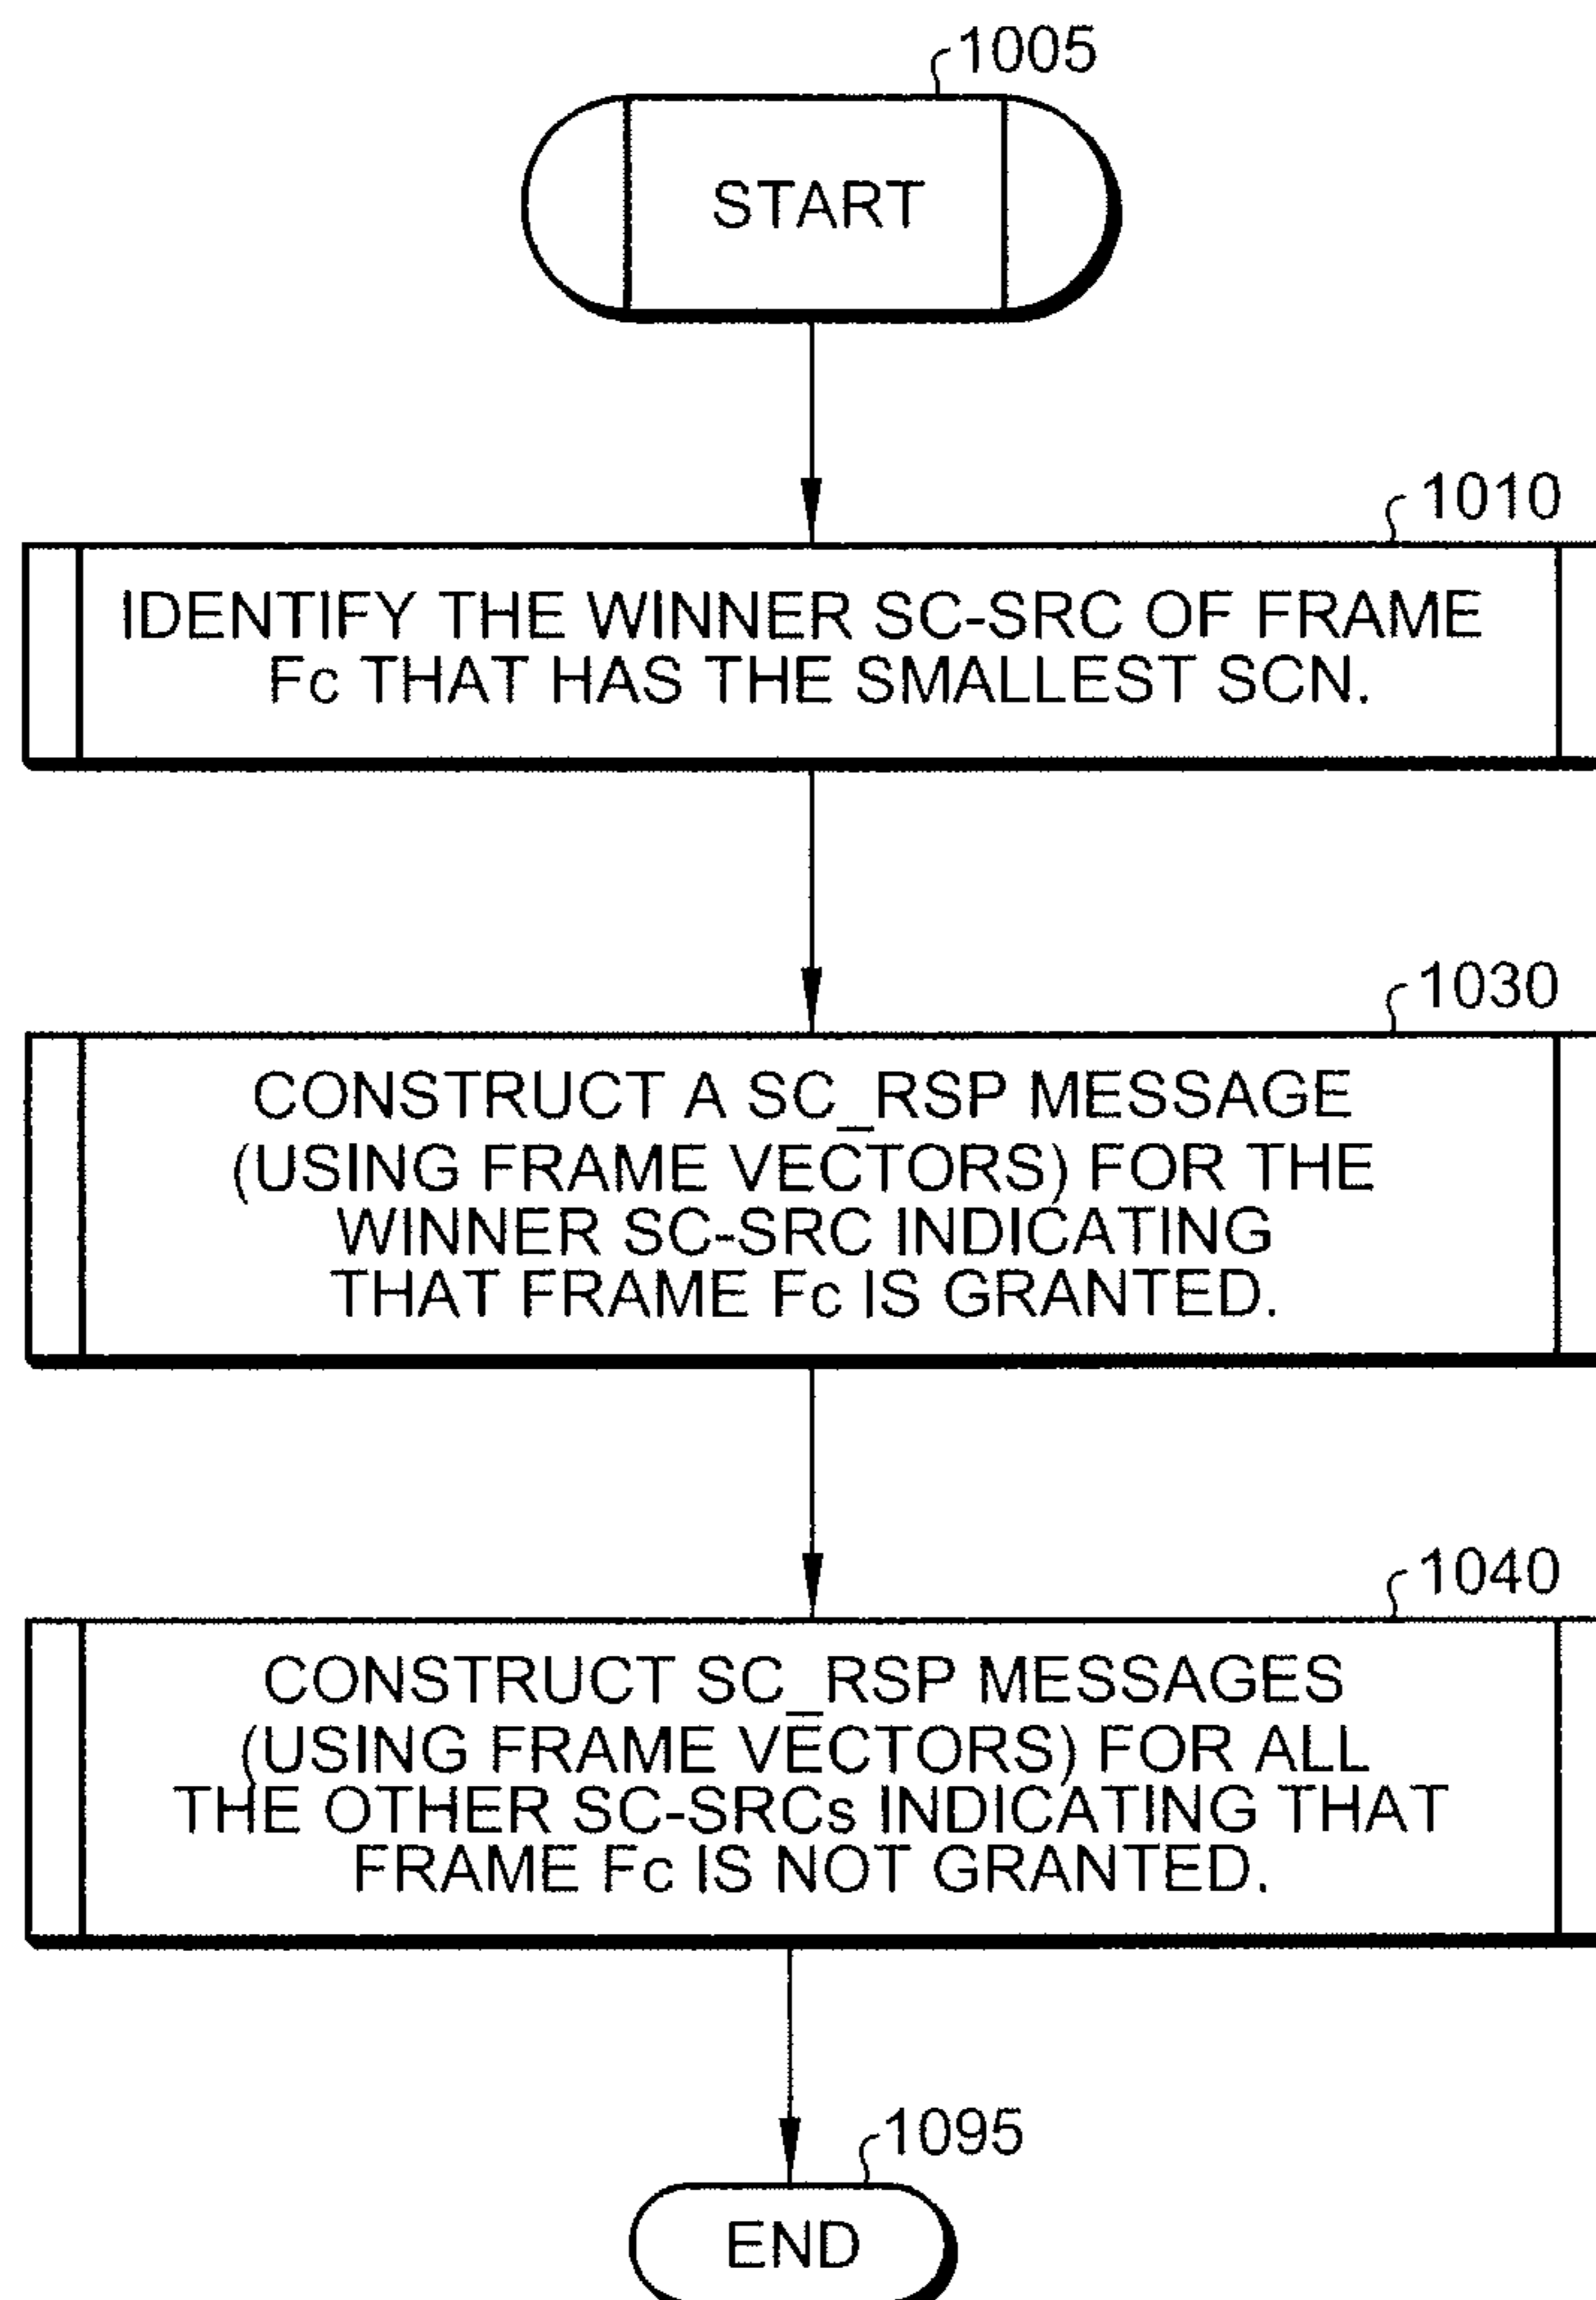 1005
START
1010
IDENTIFY THE WINNER SC-SRC OF FRAME
Fc THAT HAS THE SMALLEST SCN.
1030
CONSTRUCT A SC_RSP MESSAGE
(USING FRAME VECTORS) FOR THE
WINNER SC-SRC INDICATING
THAT FRAME Fc IS GRANTED.
1040
CONSTRUCT SC_RSP MESSAGES
(USING FRAME VECTORS) FOR ALL
THE OTHER SC-SRCs INDICATING THAT
FRAME Fc IS NOT GRANTED.
1095
END